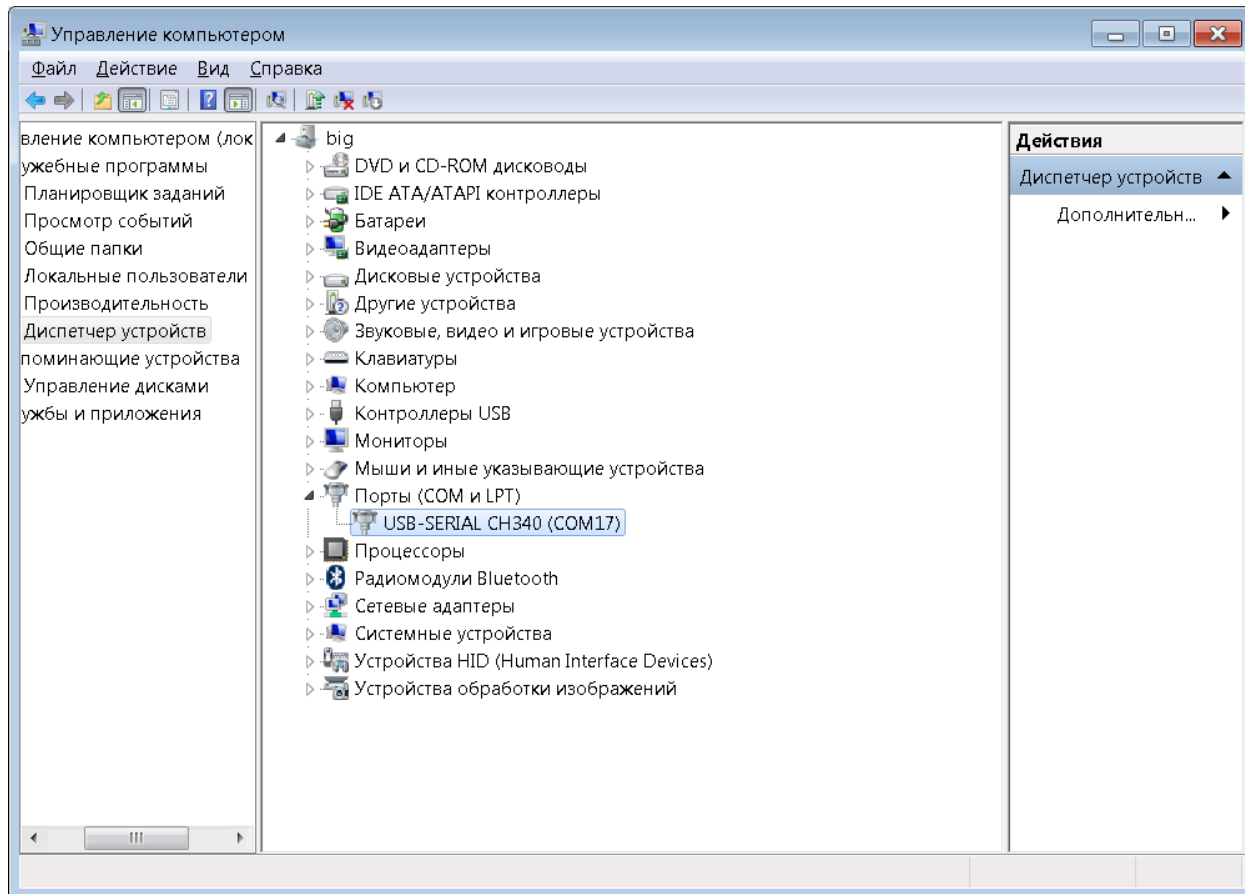 Управление компьютером
Файл Действие Вид Справка
вление компьютером (лок
ужебные программы
Планировщик заданий
Просмотр событий
Общие папки
Локальные пользователи
Производительность
Диспетчер устройств
поминающие устройства
Управление дисками
ужбы и приложения
big
DVD и CD-ROM дисководы
IDE ATA/ATAPI контроллеры
Батареи
Видеоадаптеры
Дисковые устройства
Другие устройства
Звуковые, видео и игровые устройства
Клавиатуры
Компьютер
Контроллеры USB
Мониторы
Мыши и иные указывающие устройства
Порты (COM и LPT)
USB-SERIAL CH340 (COM17)
Процессоры
Радиомодули Bluetooth
Сетевые адаптеры
Системные устройства
Устройства HID (Human Interface Devices)
Устройства обработки изображений
Действия
Диспетчер устройств
Дополнительн...